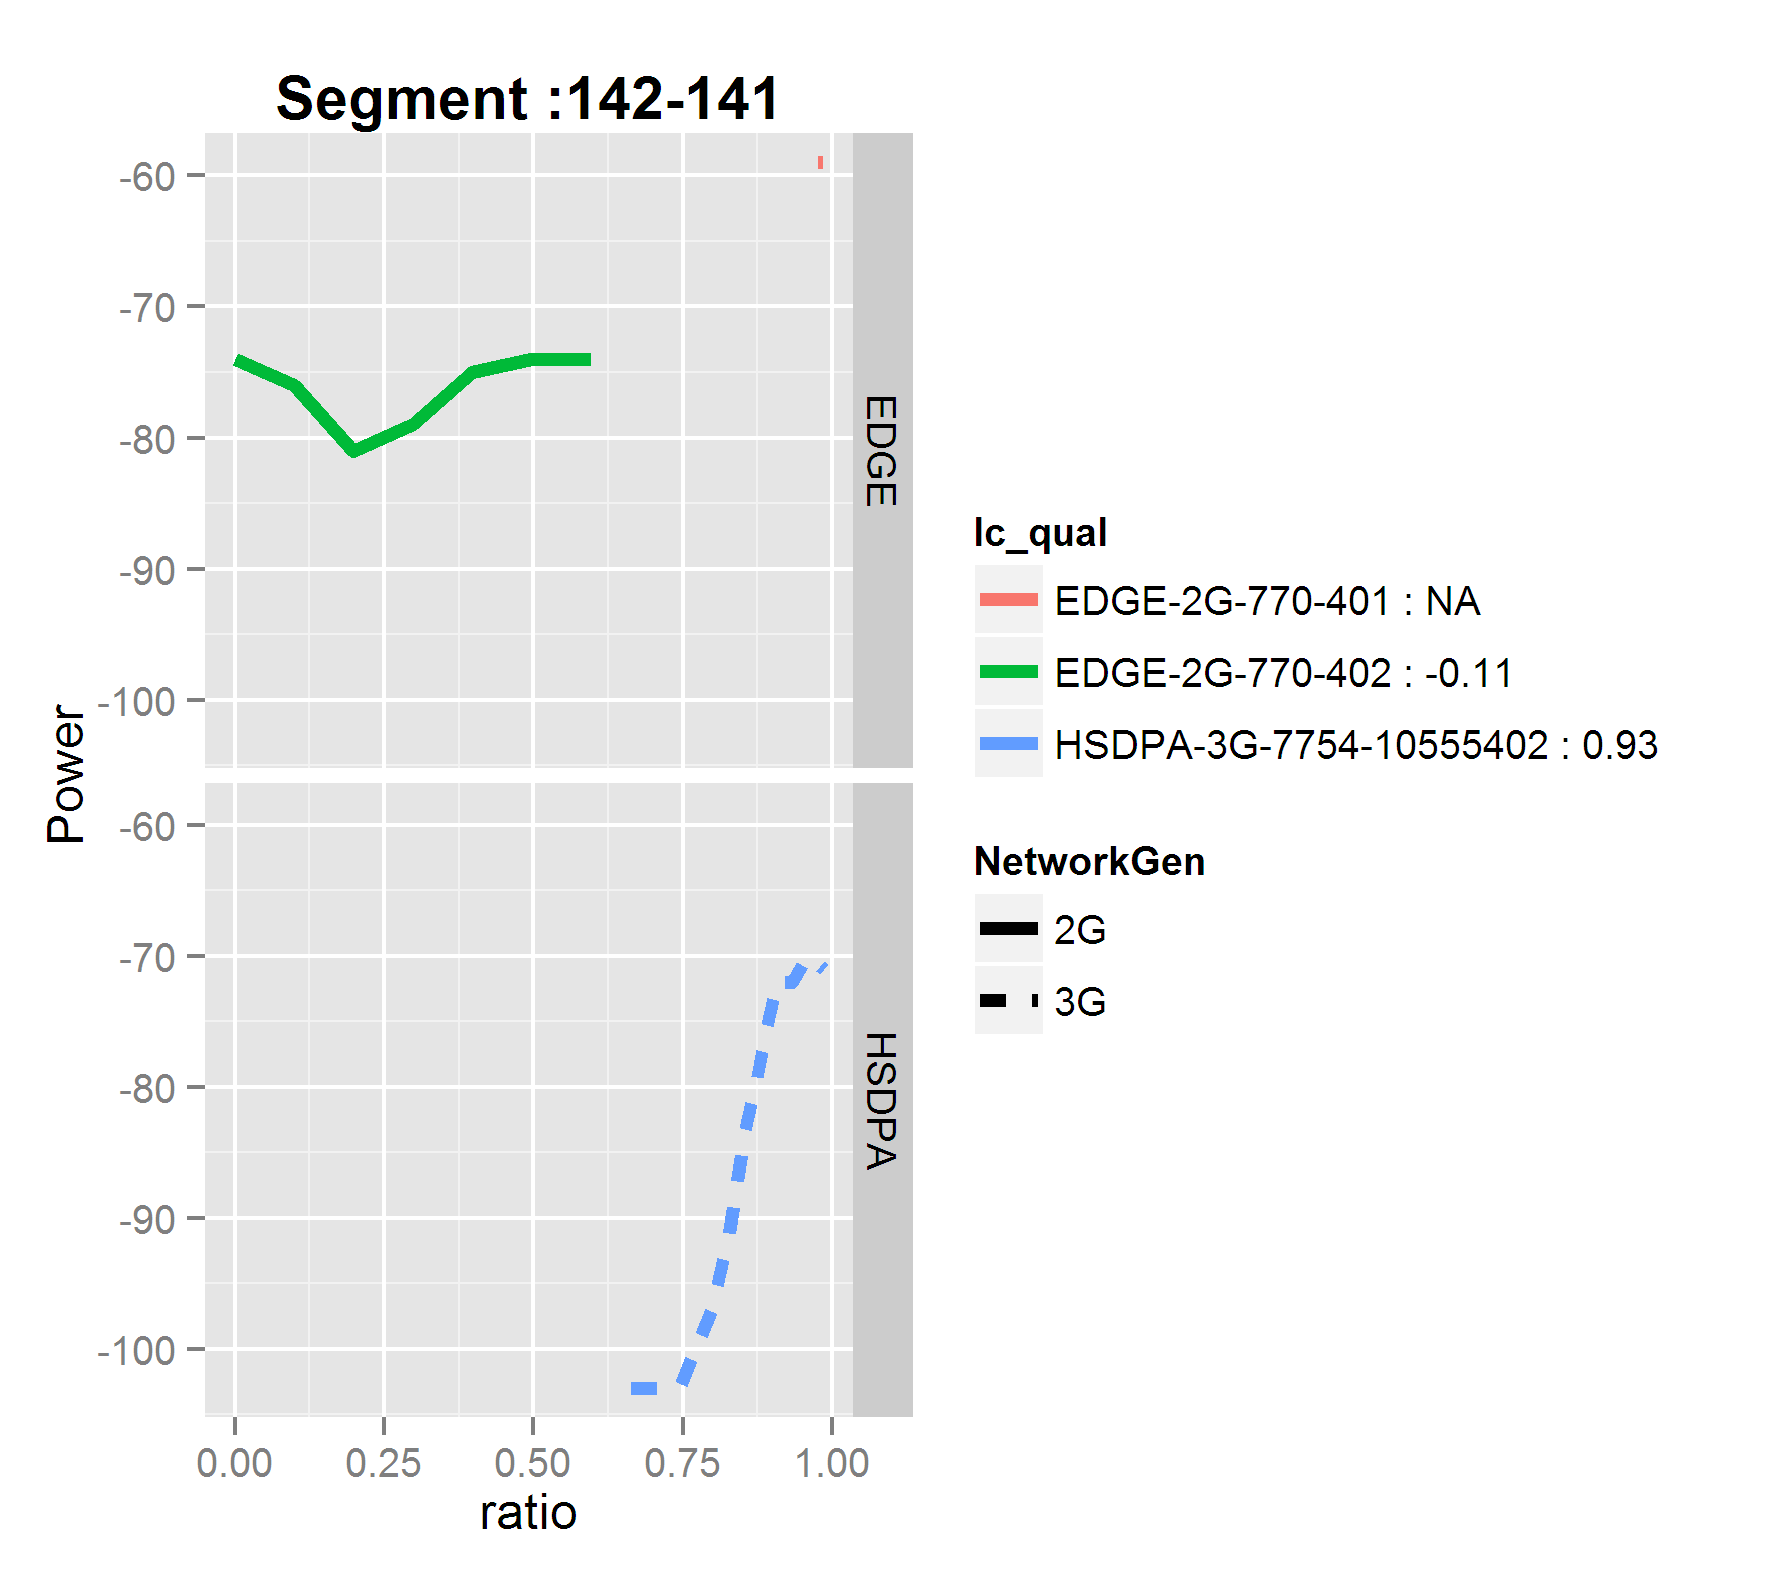 Segment :142-141
-60
-70
-80
-90
-100
EDGE
-60
-70
-80
-90
-100
HSDPA
Power
0.00 0.25 0.50 0.75 1.00
ratio
lc_qual
EDGE-2G-770-401 : NA
EDGE-2G-770-402 : -0.11
HSDPA-3G-7754-10555402 : 0.93
NetworkGen
2G
3G